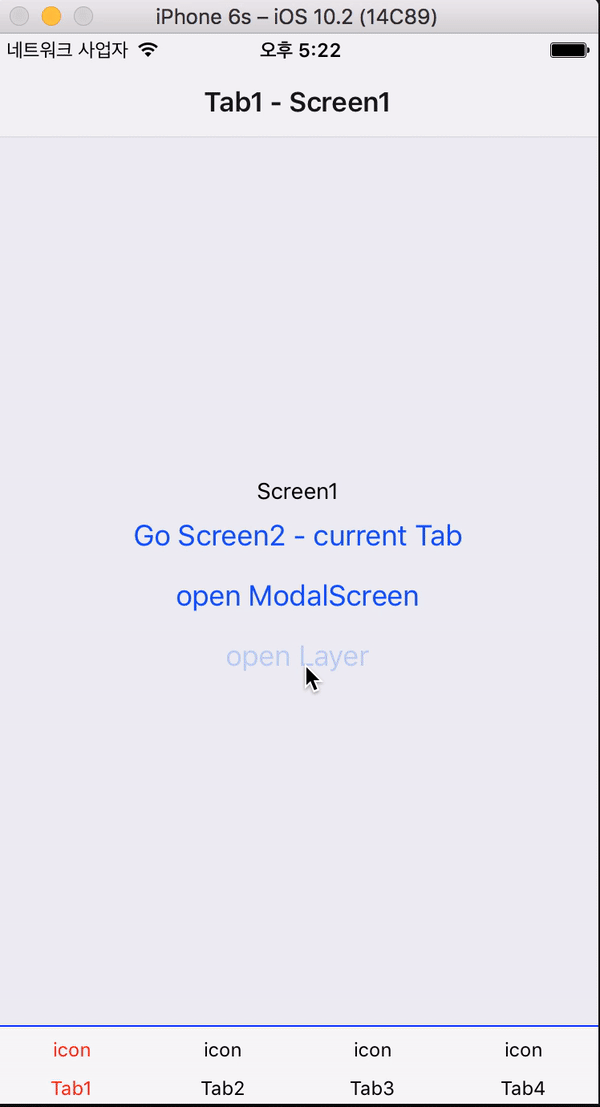 iPhone 6s – iOS 10.2 (14C89)
네트워크 사업자 오후 5:22
Tab1 - Screen1
Screen1
Go Screen2 - current Tab
open ModalScreen
open Layer
icon icon icon icon
Tab1 Tab2 Tab3 Tab4